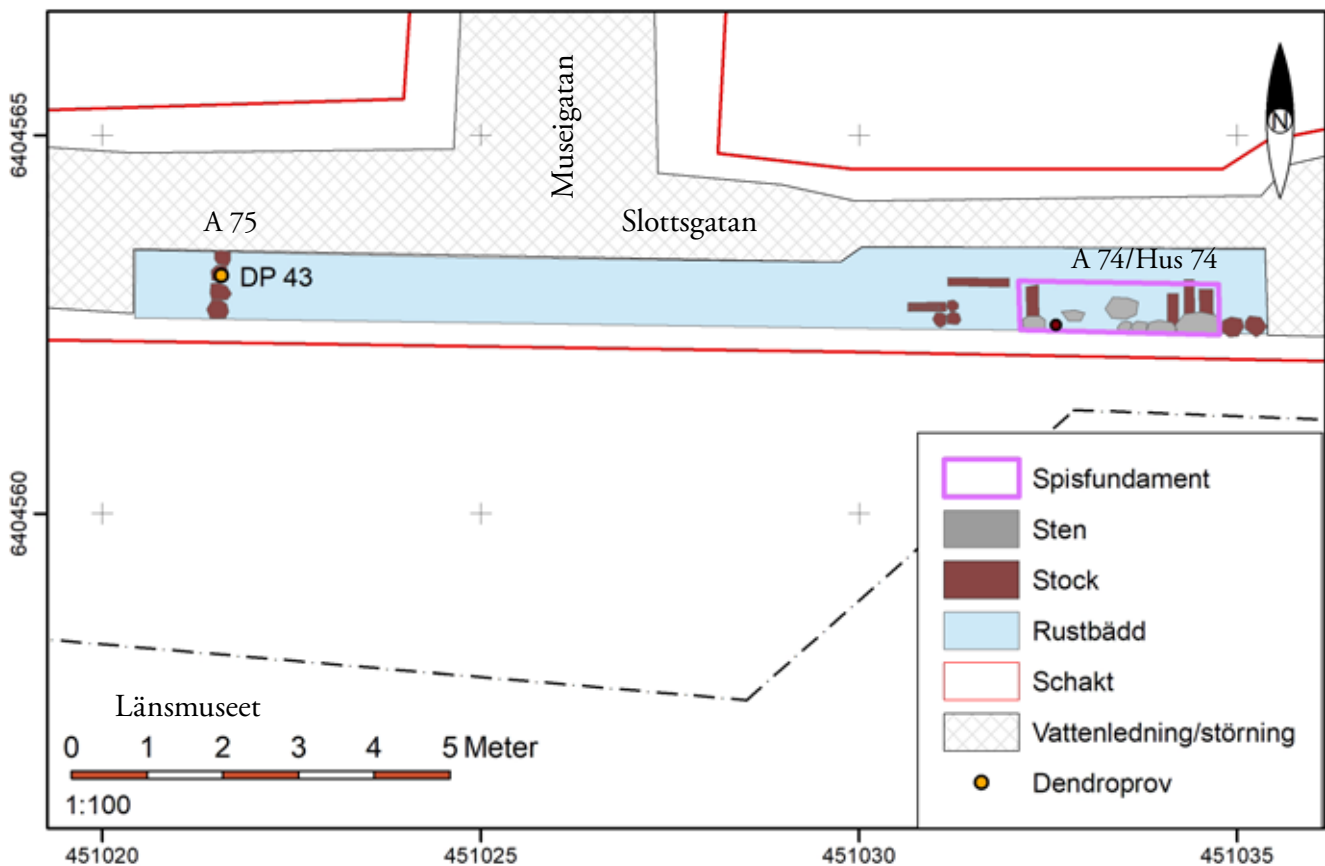 6404565
Museigatan
N
A 75
Slottsgatan
A 74/Hus 74
DP 43
6404560
Spisfundament
Sten
Stock
Rustbädd
Schakt
Vattenledning/störning
Dendroprov
Länsmuseet
0 1 2 3 4 5 Meter
1:100
451020 451025 451030 451035